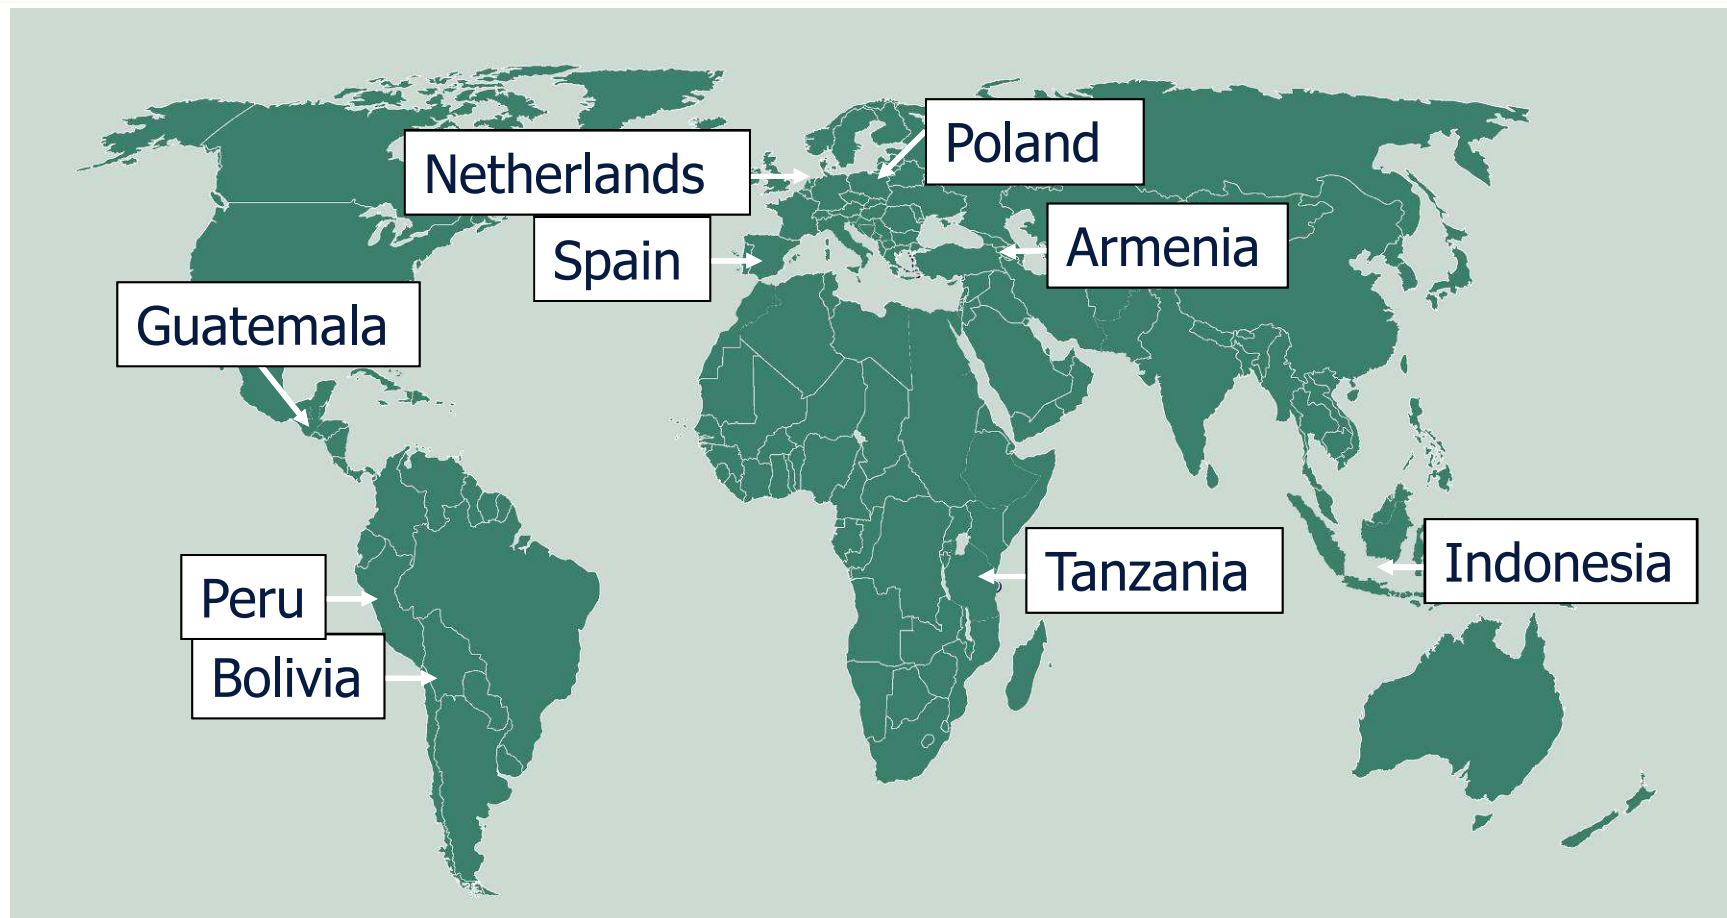 Poland
Netherlands
Armenia
Spain
Guatemala
Indonesia
Tanzania
Peru
Bolivia